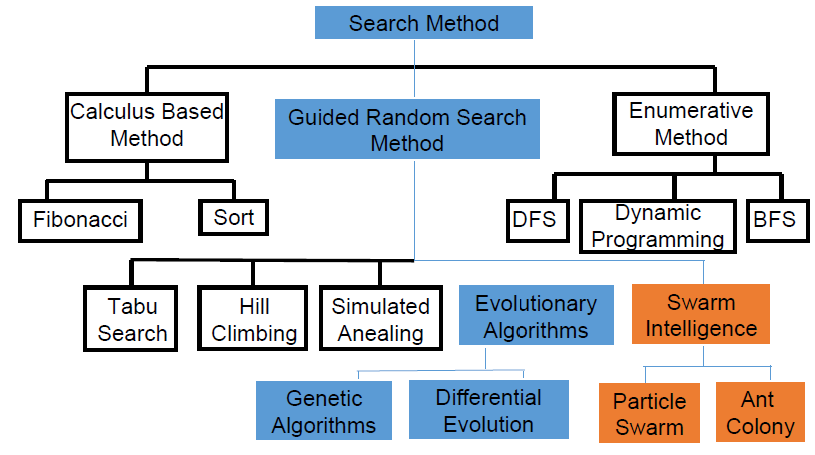 Search Method
Calculus Based
Method
Guided Random Search
Method
Enumerative
Method
Fibonacci
Sort
DFS
Dynamic
Programming
BFS
Tabu
Search
Hill
Climbing
Simulated
Anealing
Evolutionary
Algorithms
Swarm
Intelligence
Genetic
Algorithms
Differential
Evolution
Particle
Swarm
Ant
Colony